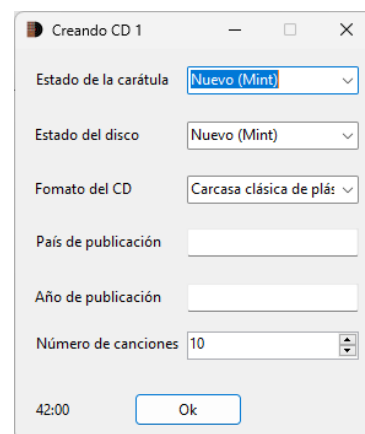 Creando CD 1
Estado de la carátula Nuevo (Mint)
Estado del disco Nuevo (Mint)
Fomato del CD Carcasa clásica de plás
País de publicación
Año de publicación
Número de canciones 10
42:00 Ok